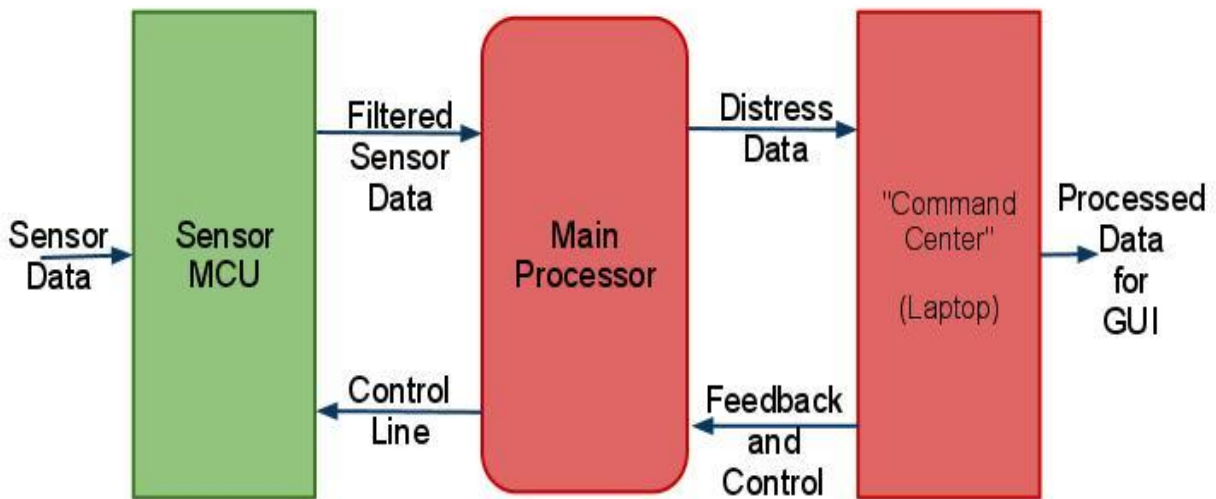 Sensor
Data
Sensor
MCU
Filtered
Sensor
Data
Control
Line
Main
Processor
Distress
Data
Feedback
and
Control
"Command
Center"
(Laptop)
Processed
Data
for
GUI